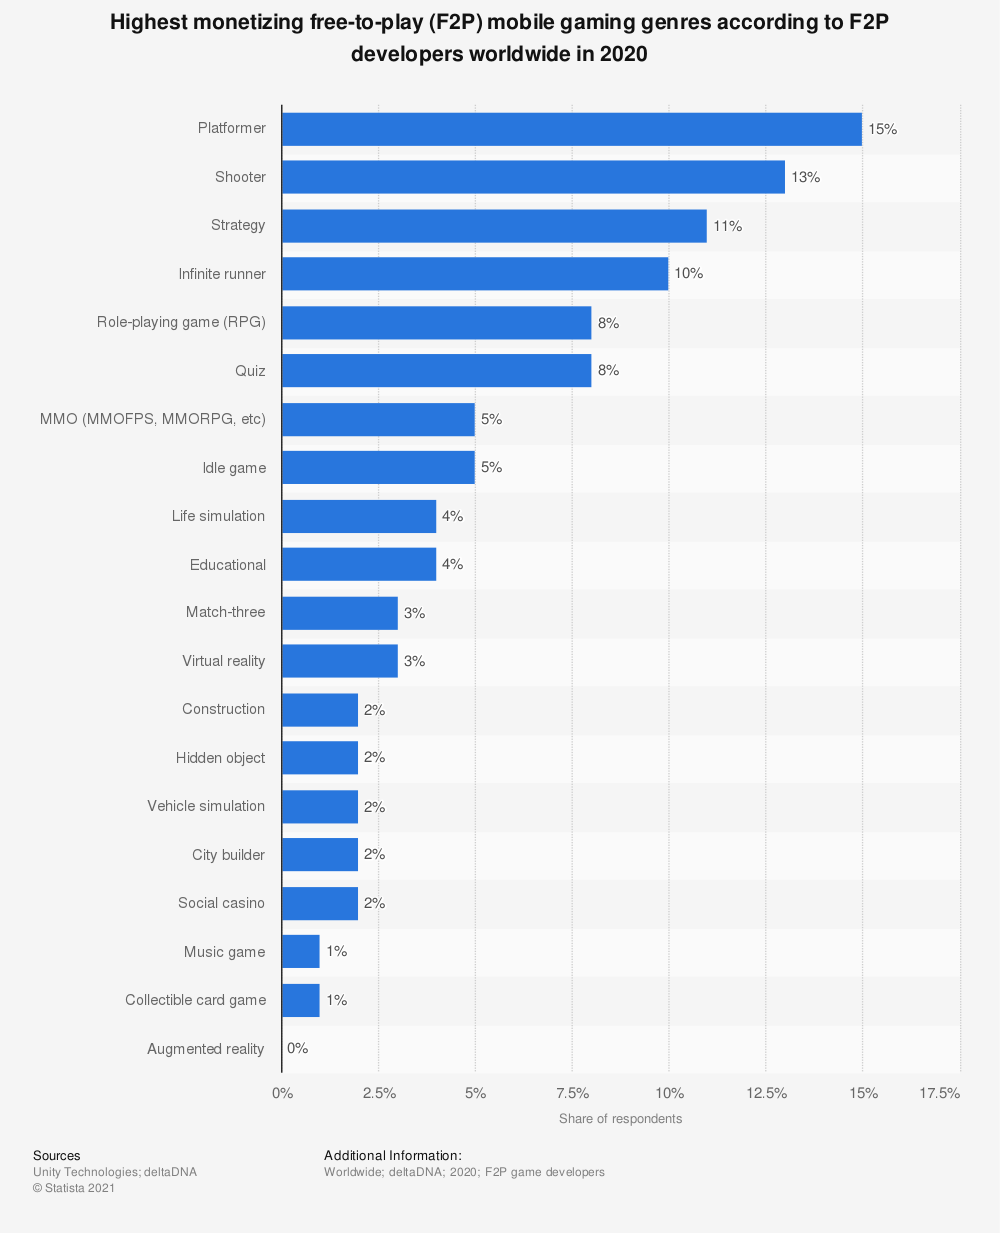 Highest monetizing free-to-play (F2P) mobile gaming genres according to F2P
developers worldwide in 2020
Platformer 15%
Shooter 13%
Strategy 11%
Infinite runner 10%
Role-playing game (RPG) 8%
Quiz 8%
MMO (MMOFPS, MMORPG, etc) 5%
Idle game 5%
Life simulation 4%
Educational 4%
Match-three 3%
Virtual reality 3%
Construction 2%
Hidden object 2%
Vehicle simulation 2%
City builder 2%
Social casino 2%
Music game 1%
Collectible card game 1%
Augmented reality 0%
0% 2.5% 5% 7.5% 10% 12.5% 15% 17.5%
Share of respondents
Sources
Unity Technologies; deltaDNA
© Statista 2021
Additional Information:
Worldwide; deltaDNA; 2020; F2P game developers